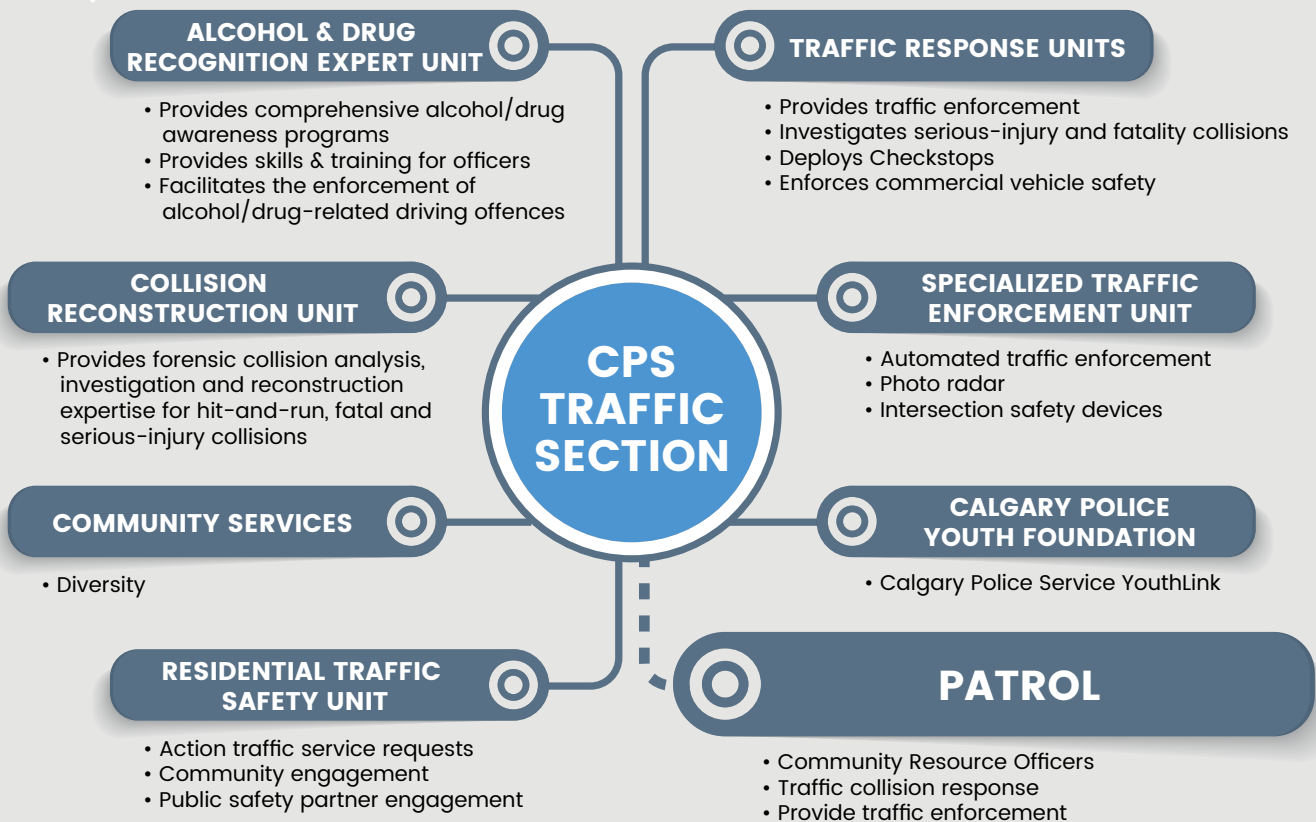 ALCOHOL & DRUG
RECOGNITION EXPERT UNIT
• Provides comprehensive alcohol/drug
awareness programs
• Provides skills & training for officers
• Facilitates the enforcement of
alcohol/drug-related driving offences
TRAFFIC RESPONSE UNITS
• Provides traffic enforcement
• Investigates serious-injury and fatality collisions
• Deploys Checkstops
• Enforces commercial vehicle safety
COLLISION
RECONSTRUCTION UNIT
• Provides forensic collision analysis,
investigation and reconstruction
expertise for hit-and-run, fatal and
serious-injury collisions
CPS
TRAFFIC
SECTION
SPECIALIZED TRAFFIC
ENFORCEMENT UNIT
• Automated traffic enforcement
• Photo radar
• Intersection safety devices
COMMUNITY SERVICES
• Diversity
CALGARY POLICE
YOUTH FOUNDATION
• Calgary Police Service YouthLink
RESIDENTIAL TRAFFIC
SAFETY UNIT
• Action traffic service requests
• Community engagement
• Public safety partner engagement
PATROL
• Community Resource Officers
• Traffic collision response
• Provide traffic enforcement